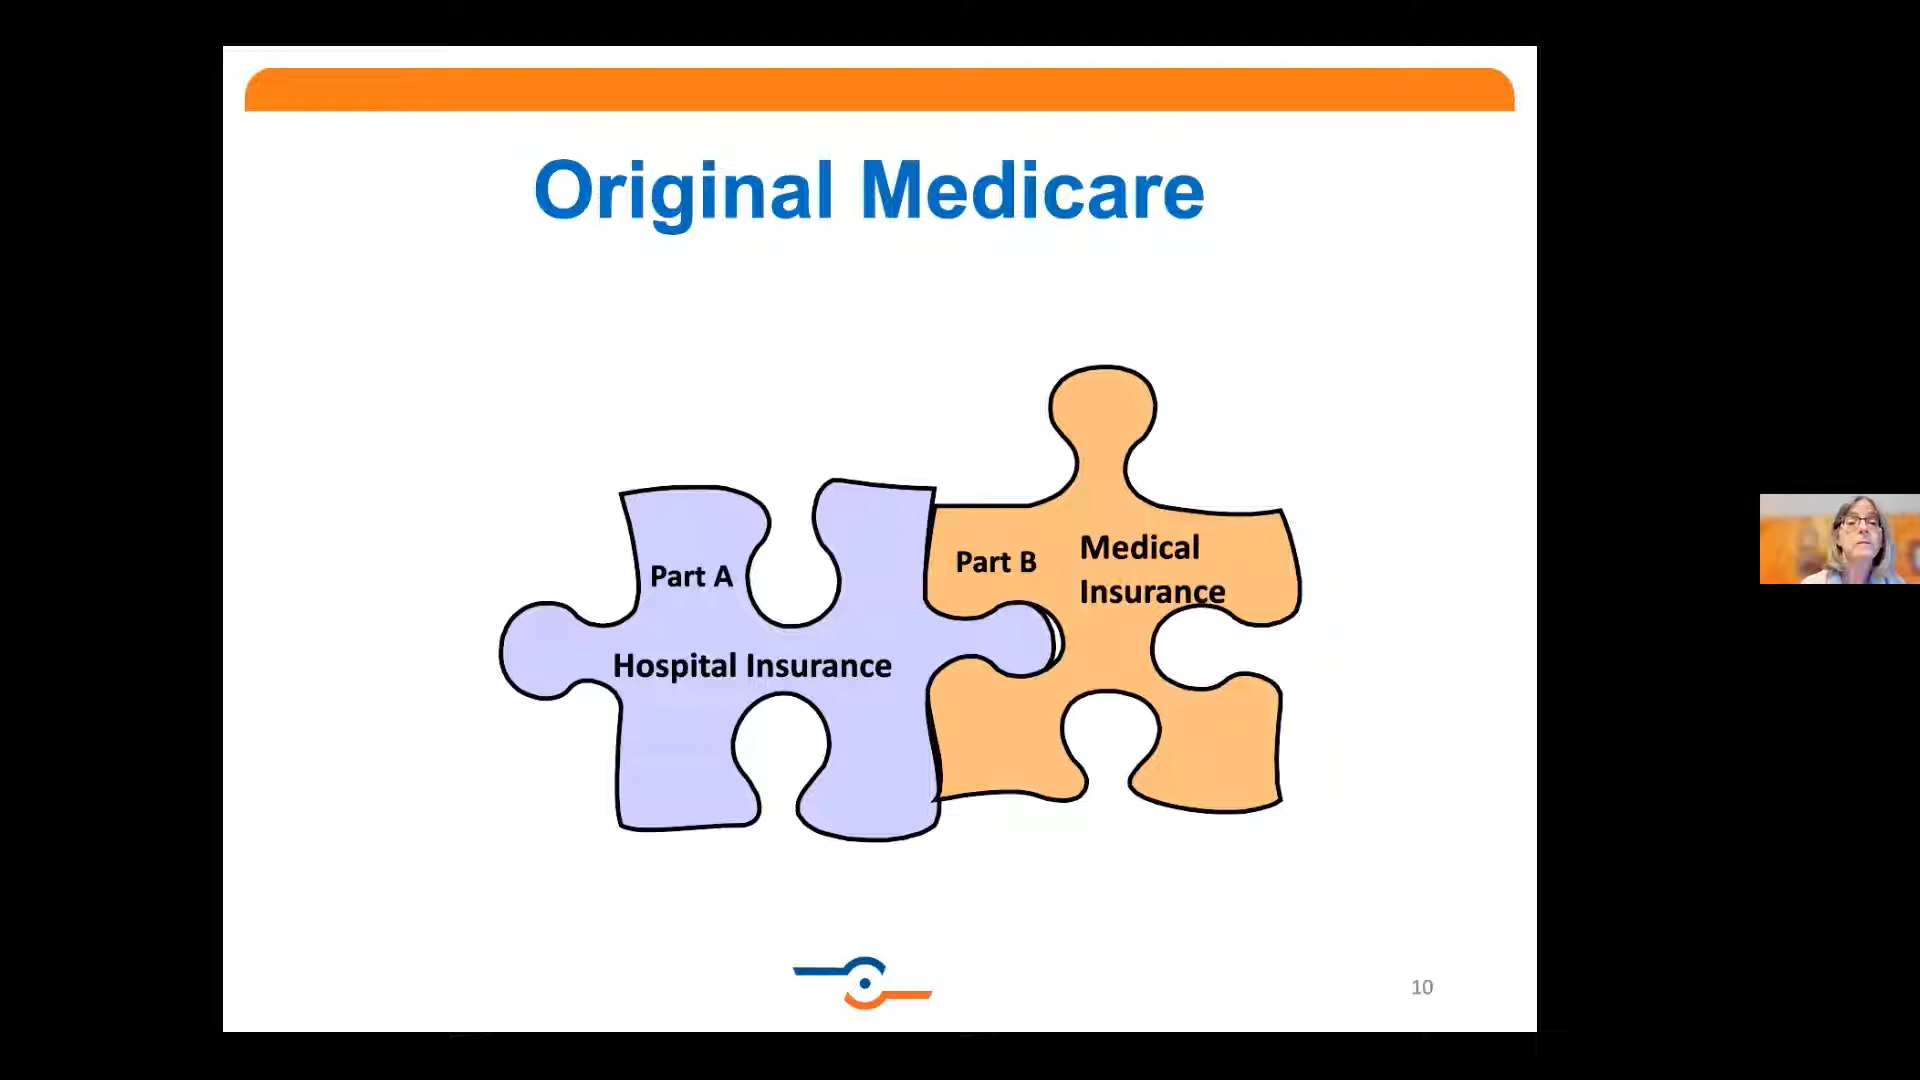 Original Medicare
Part A
Hospital Insurance
Part B
Medical
Insurance
10